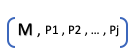 ( M , P1 , P2 , ... , Pj )